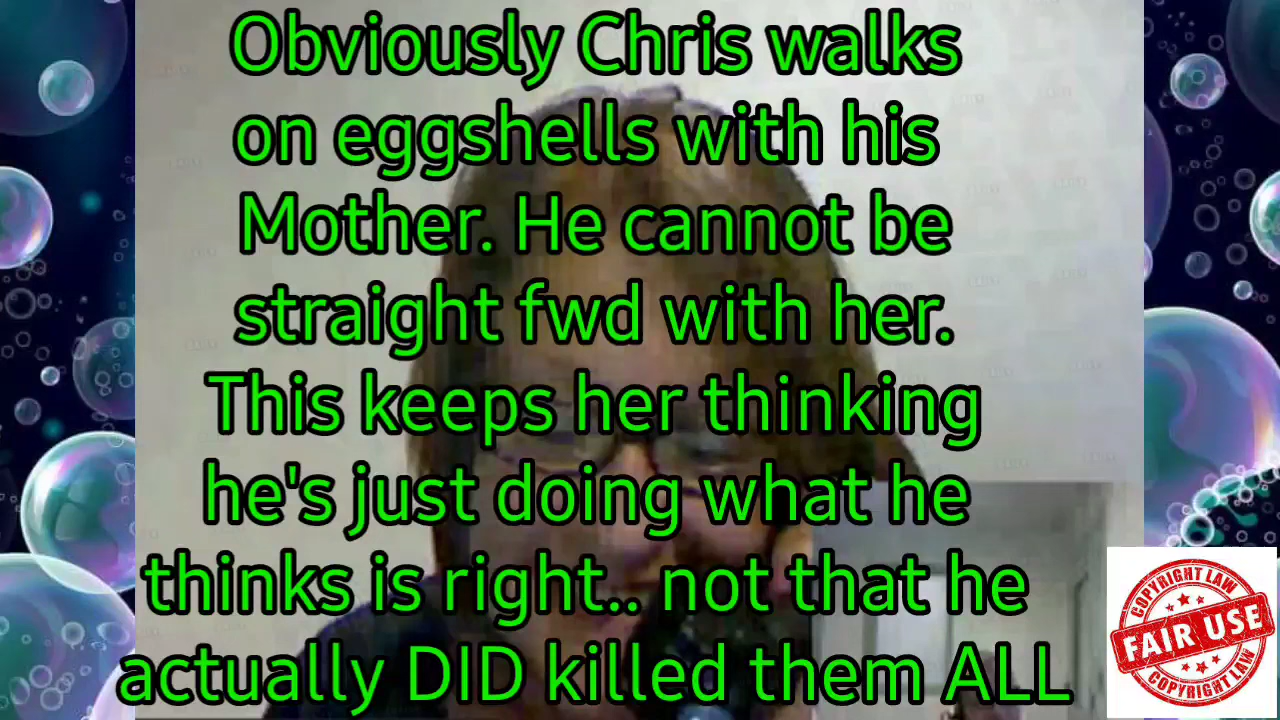 Obviously Chris walks
on eggshells with his
Mother. He cannot be
straight fwd with her.
This keeps her thinking
he's just doing what he
thinks is right.. not that he
actually DID killed them ALL
COPYRIGHT LAW
FAIR USE
COPYRIGHT LAW